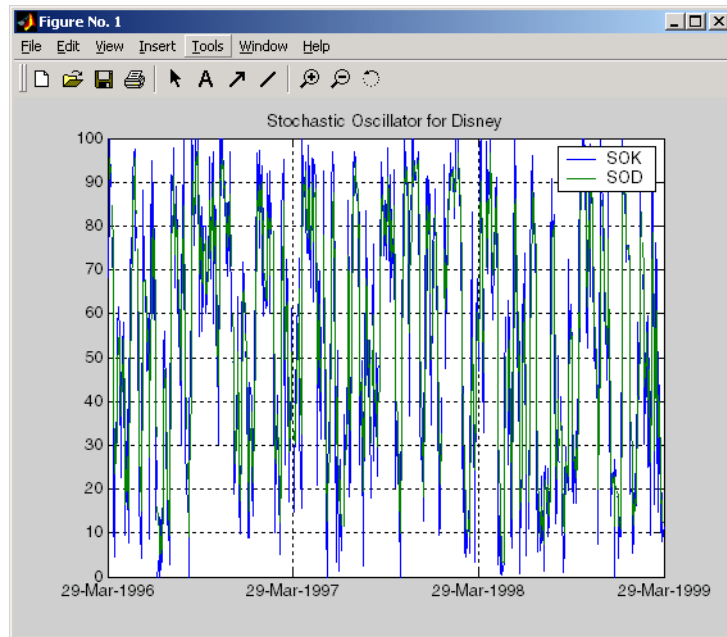 Figure No. 1
File Edit View Insert Tools Window Help
A
Stochastic Oscillator for Disney
SOK
SOD
100
90
80
70
60
50
40
30
20
10
0
29-Mar-1996 29-Mar-1997 29-Mar-1998 29-Mar-1999